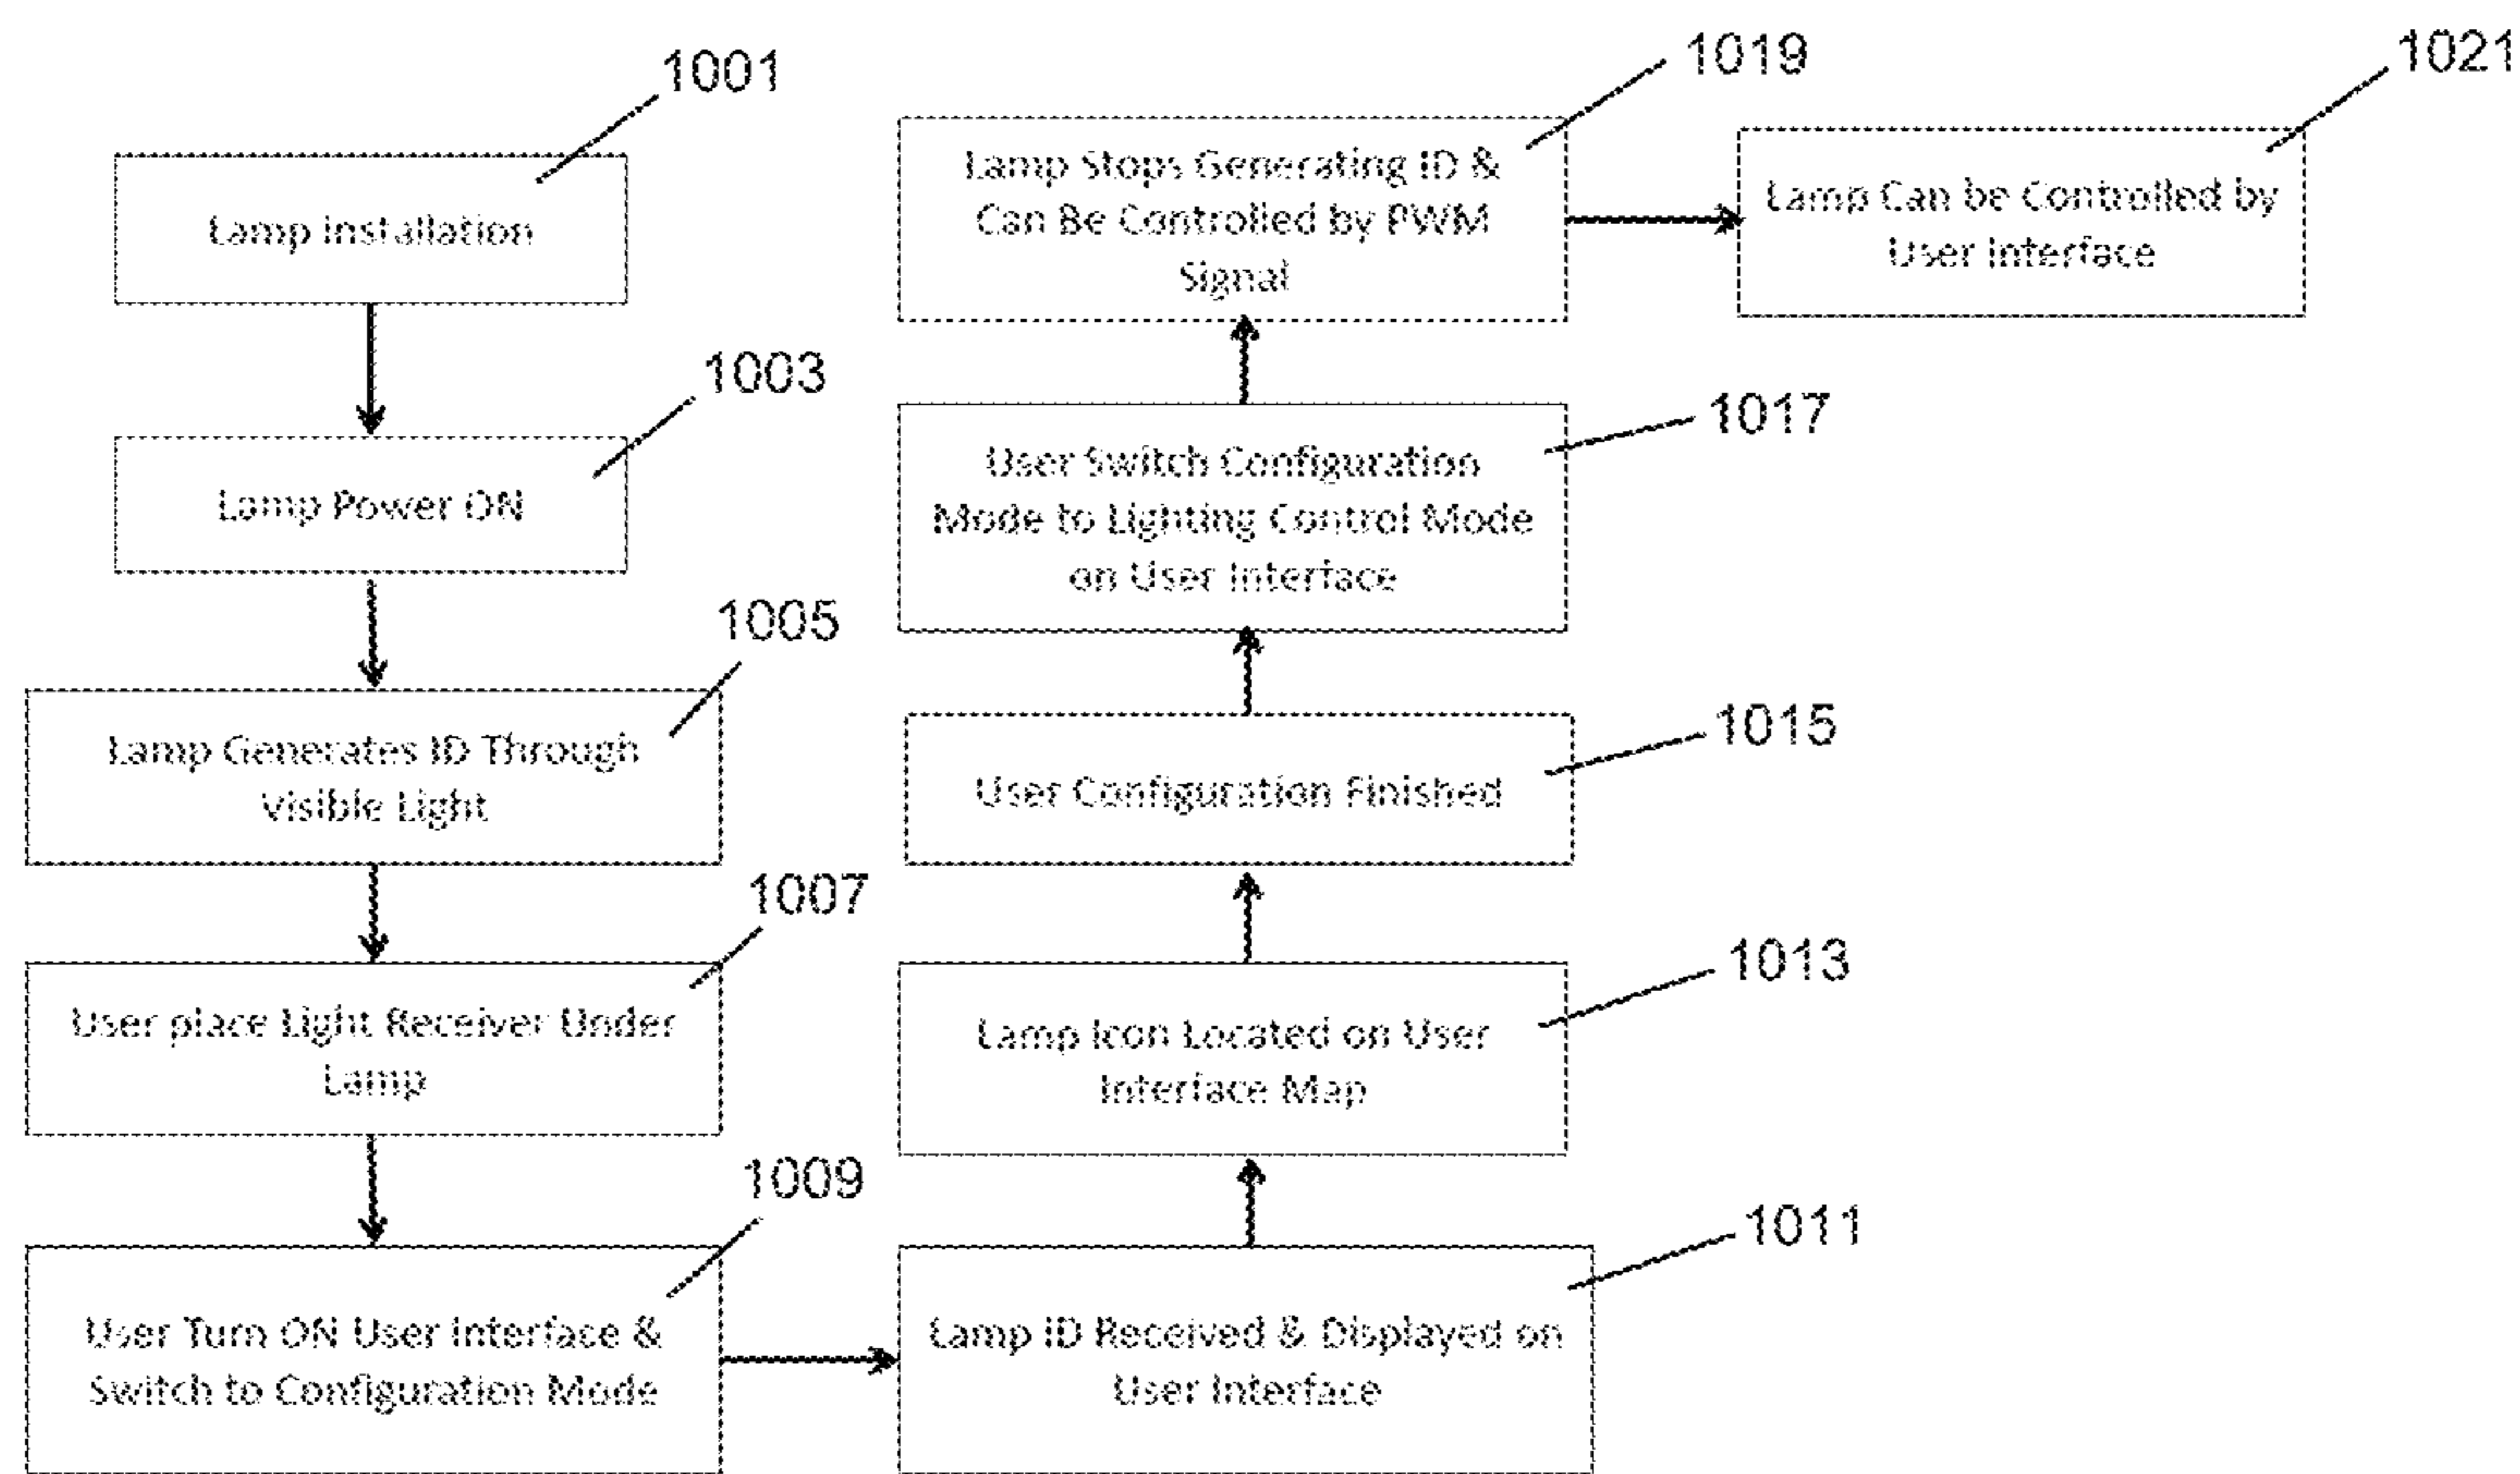 1001
Lamp Installation
1003
Lamp Power ON
1005
Lamp Generates ID Through
Visible Light
1007
User place Light Receiver Under
Lamp
1009
User Turn ON User Interface &
Switch to Configuration Mode
1011
Lamp ID Received & Displayed on
User Interface
1013
Lamp Icon Located on User
Interface Map
1015
User Configuration Finished
1017
User Switch Configuration
Mode to Lighting Control Mode
on User Interface
1019
Lamp Stops Generating ID &
Can Be Controlled by PWM
Signal
1021
Lamp Can be Controlled by
User Interface